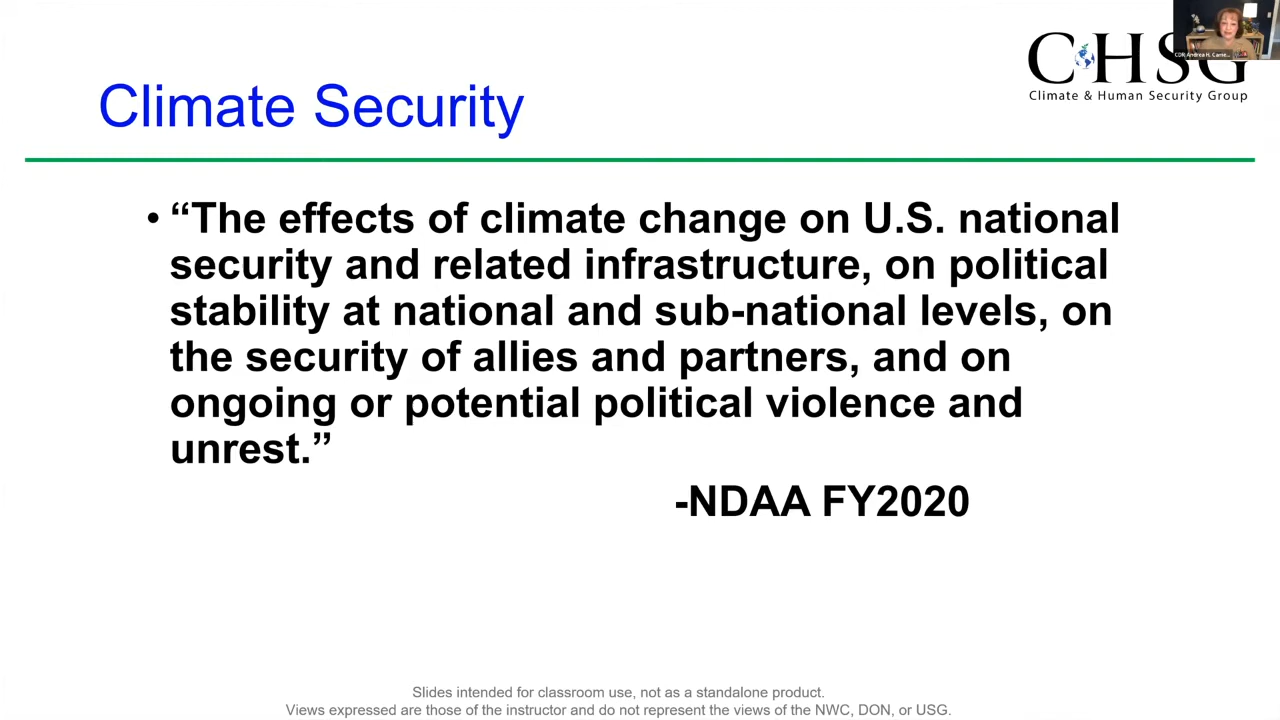 CHSG
Climate & Human Security Group
CDR Andrea H. Came...
Climate Security
• “The effects of climate change on U.S. national
security and related infrastructure, on political
stability at national and sub-national levels, on
the security of allies and partners, and on
ongoing or potential political violence and
unrest.”
-NDAA FY2020
Slides intended for classroom use, not as a standalone product.
Views expressed are those of the instructor and do not represent the views of the NWC, DON, or USG.